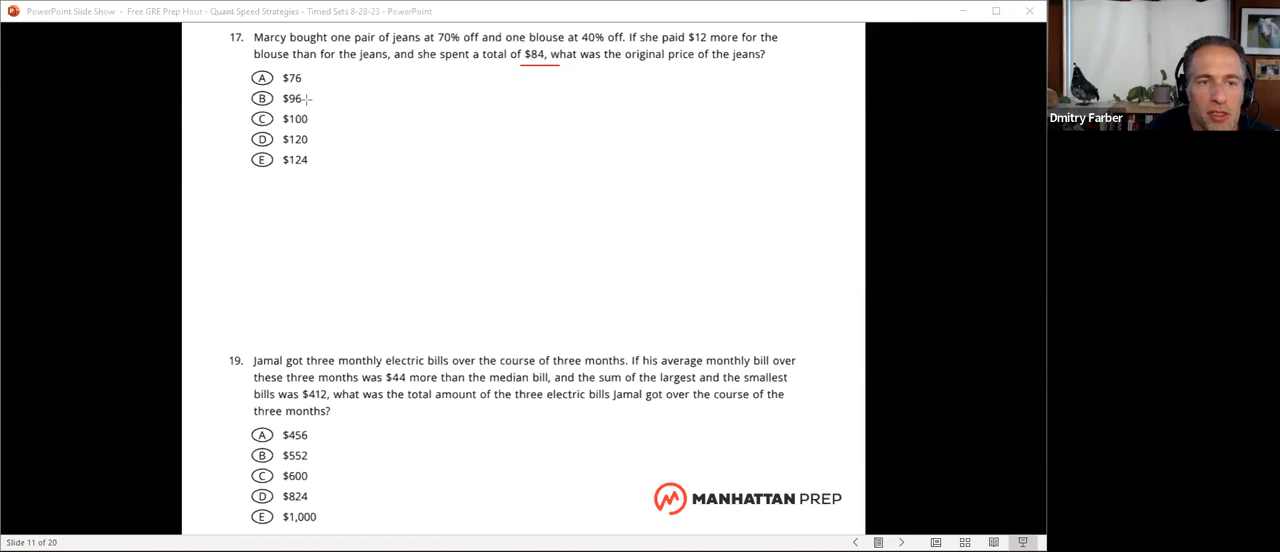 PowerPoint Slide Show - Free GRE Prep Hour - Quant Speed Strategies - Timed Sets 8-28-23 - PowerPoint
17. Marcy bought one pair of jeans at 70% off and one blouse at 40% off. If she paid $12 more for the
blouse than for the jeans, and she spent a total of $84, what was the original price of the jeans?
A $76
B $96
C $100
D $120
E $124
Dmitry Farber
19. Jamal got three monthly electric bills over the course of three months. If his average monthly bill over
these three months was $44 more than the median bill, and the sum of the largest and the smallest
bills was $412, what was the total amount of the three electric bills Jamal got over the course of the
three months?
A $456
B $552
C $600
D $824
E $1,000
MANHATTAN PREP
Slide 11 of 20